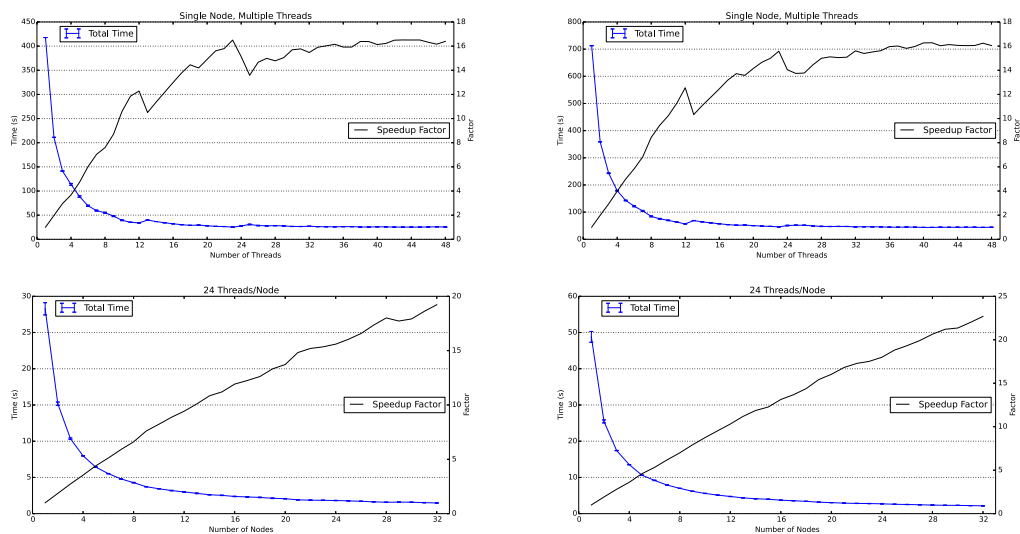 Single Node, Multiple Threads
450
400
350
300
250
200
150
100
50
0
18
16
14
12
10
8
6
4
2
0
0 4 8 12 16 20 24 28 32 36 40 44 48
Time (s)
Factor
Number of Threads
Total Time
Speedup Factor
Single Node, Multiple Threads
800
700
600
500
400
300
200
100
0
18
16
14
12
10
8
6
4
2
0
0 4 8 12 16 20 24 28 32 36 40 44 48
Time (s)
Factor
Number of Threads
Total Time
Speedup Factor
24 Threads/Node
30
25
20
15
10
5
0
20
15
10
5
0
0 4 8 12 16 20 24 28 32
Time (s)
Factor
Number of Nodes
Total Time
Speedup Factor
24 Threads/Node
60
50
40
30
20
10
0
25
20
15
10
5
0
0 4 8 12 16 20 24 28 32
Time (s)
Factor
Number of Nodes
Total Time
Speedup Factor